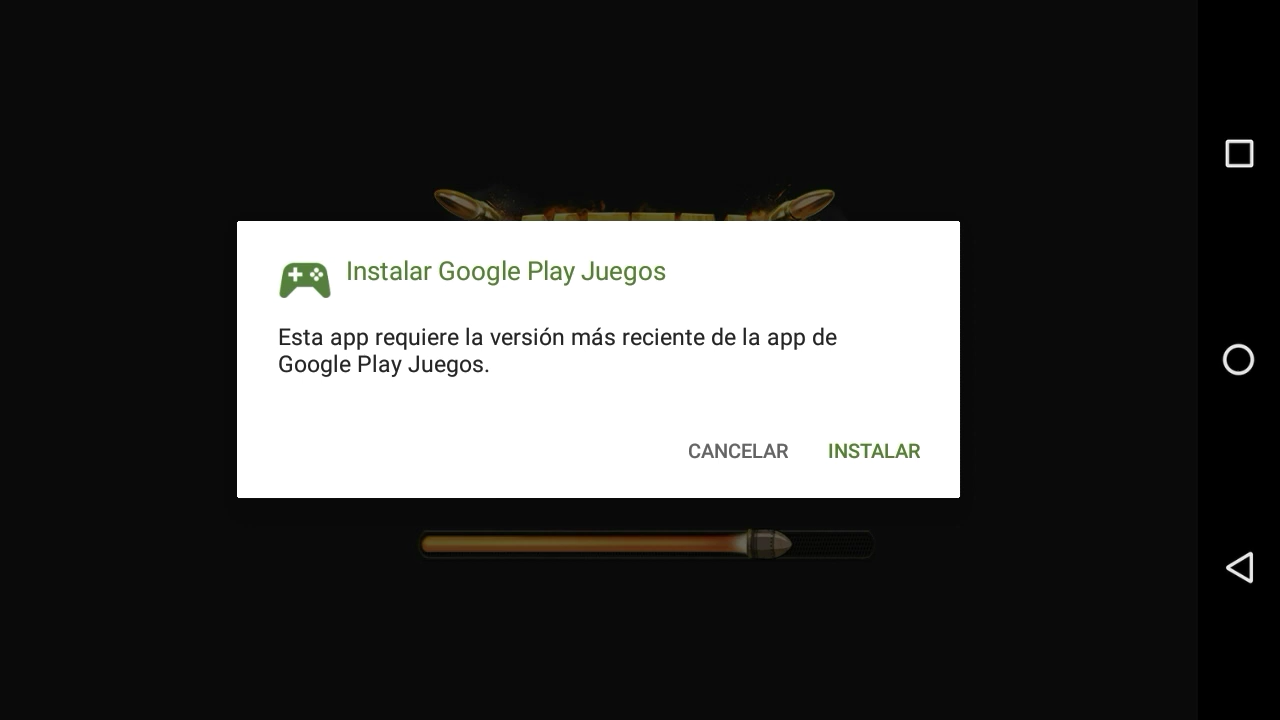 Instalar Google Play Juegos
Esta app requiere la versión más reciente de la app de
Google Play Juegos.
CANCELAR INSTALAR